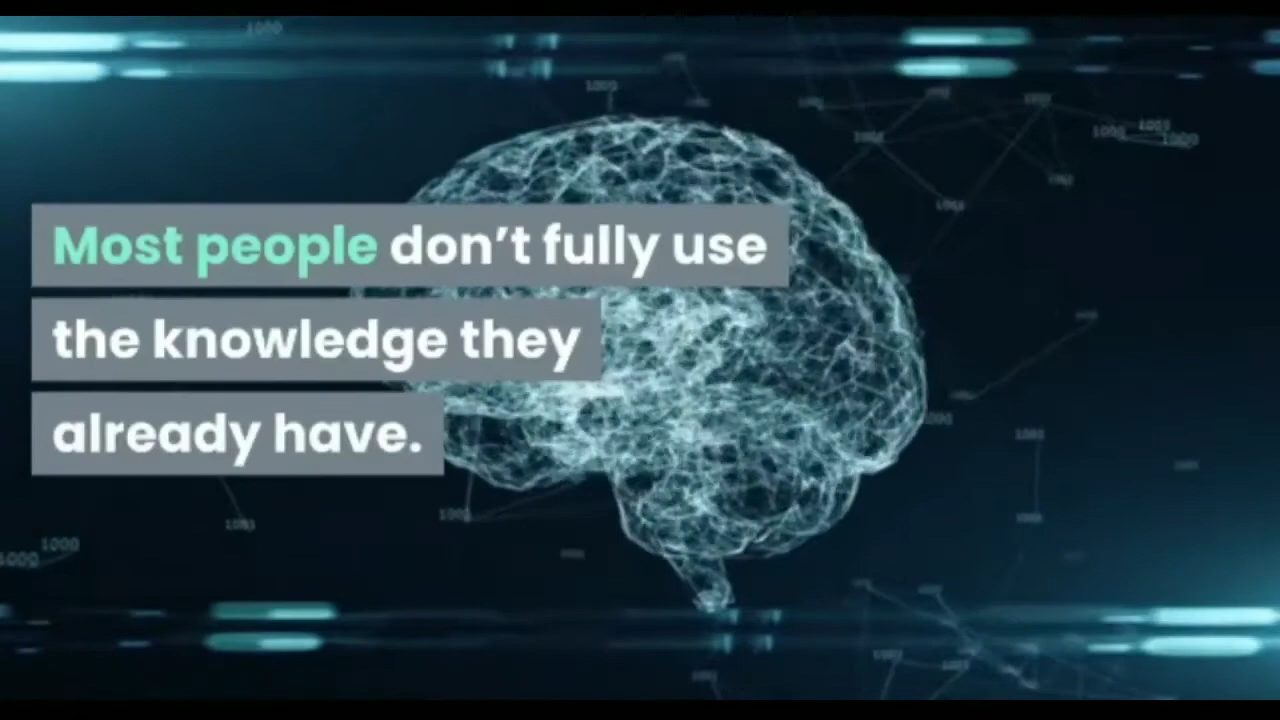 Most people don’t fully use
the knowledge they
already have.